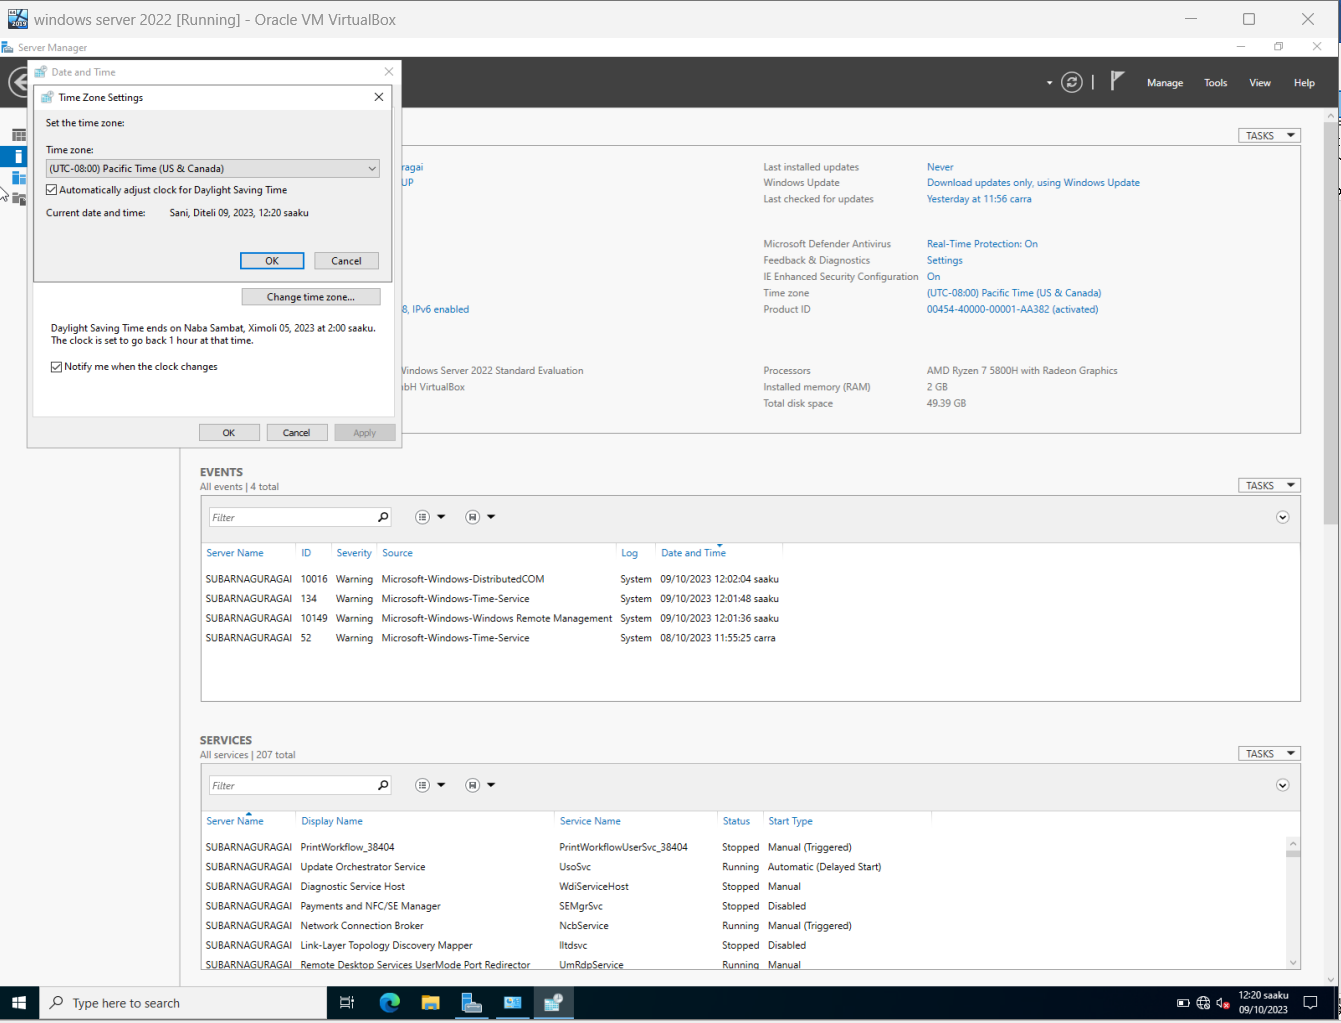 windows server 2022 [Running] - Oracle VM VirtualBox
Server Manager
Date and Time
Manage Tools View Help
Time Zone Settings
Set the time zone:
Time zone:
(UTC-08:00) Pacific Time (US & Canada)
Automatically adjust clock for Daylight Saving Time
Current date and time: Sani, Diteli 09, 2023, 12:20 saaku
OK Cancel
Change time zone...
Daylight Saving Time ends on Naba Sambat, Ximoli 05, 2023 at 2:00 saaku.
The clock is set to go back 1 hour at that time.
Notify me when the clock changes
OK Cancel Apply
TASKS
ragai
UP
8, IPv6 enabled
Windows Server 2022 Standard Evaluation
bH VirtualBox
Last installed updates Never
Windows Update Download updates only, using Windows Update
Last checked for updates Yesterday at 11:56 carra
Microsoft Defender Antivirus Real-Time Protection: On
Feedback & Diagnostics Settings
IE Enhanced Security Configuration On
Time zone (UTC-08:00) Pacific Time (US & Canada)
Product ID 00454-40000-00001-AA382 (activated)
Processors AMD Ryzen 7 5800H with Radeon Graphics
Installed memory (RAM) 2 GB
Total disk space 49.39 GB
EVENTS
All events | 4 total
TASKS
Filter
Server Name ID Severity Source Log Date and Time
SUBARNAGURAGAI 10016 Warning Microsoft-Windows-DistributedCOM System 09/10/2023 12:02:04 saaku
SUBARNAGURAGAI 134 Warning Microsoft-Windows-Time-Service System 09/10/2023 12:01:48 saaku
SUBARNAGURAGAI 10149 Warning Microsoft-Windows-Windows Remote Management System 09/10/2023 12:01:36 saaku
SUBARNAGURAGAI 52 Warning Microsoft-Windows-Time-Service System 08/10/2023 11:55:25 carra
SERVICES
All services | 207 total
TASKS
Filter
Server Name Display Name Service Name Status Start Type
SUBARNAGURAGAI PrintWorkflow_38404 PrintWorkflowUserSvc_38404 Stopped Manual (Triggered)
SUBARNAGURAGAI Update Orchestrator Service UsoSvc Running Automatic (Delayed Start)
SUBARNAGURAGAI Diagnostic Service Host WdiServiceHost Stopped Manual
SUBARNAGURAGAI Payments and NFC/SE Manager SEMgrSvc Stopped Disabled
SUBARNAGURAGAI Network Connection Broker NcbService Running Manual (Triggered)
SUBARNAGURAGAI Link-Layer Topology Discovery Mapper lltdsvc Stopped Disabled
SUBARNAGURAGAI Remote Desktop Services UserMode Port Redirector UmRdpService Running Manual
Type here to search
12:20 saaku
09/10/2023